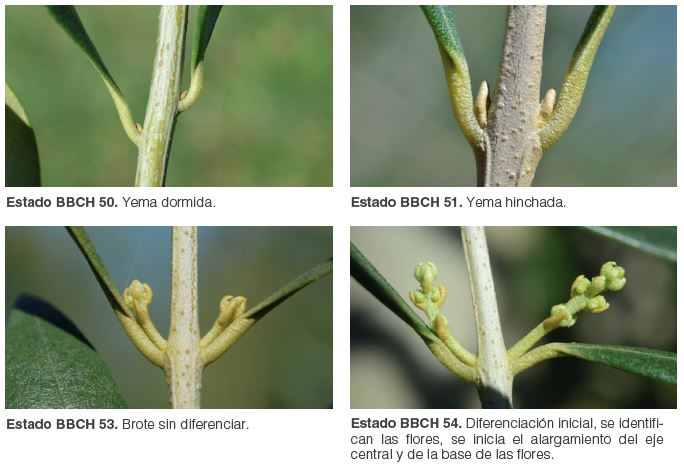 Estado BBCH 50. Yema dormida.
Estado BBCH 51. Yema hinchada.
Estado BBCH 53. Brote sin diferenciar.
Estado BBCH 54. Diferenciación inicial, se identifi-
can las flores, se inicia el alargamiento del eje
central y de la base de las flores.